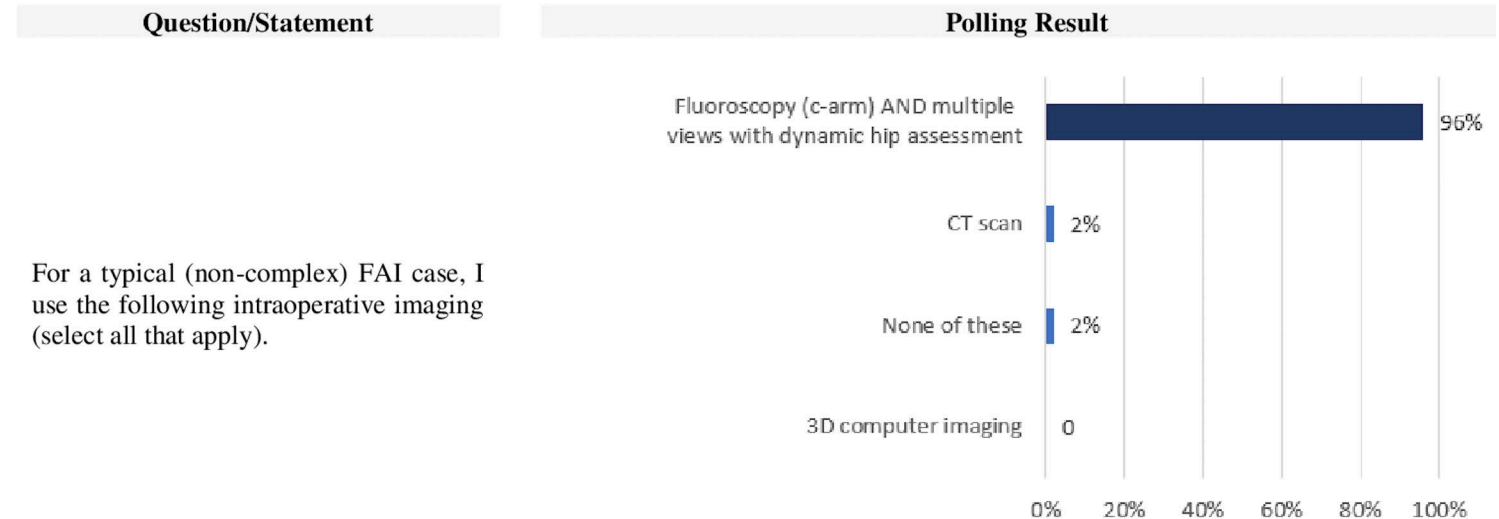 Question/Statement
Polling Result
For a typical (non-complex) FAI case, I
use the following intraoperative imaging
(select all that apply).
Fluoroscopy (c-arm) AND multiple
views with dynamic hip assessment
96%
CT scan
2%
None of these
2%
3D computer imaging
0
0% 20% 40% 60% 80% 100%